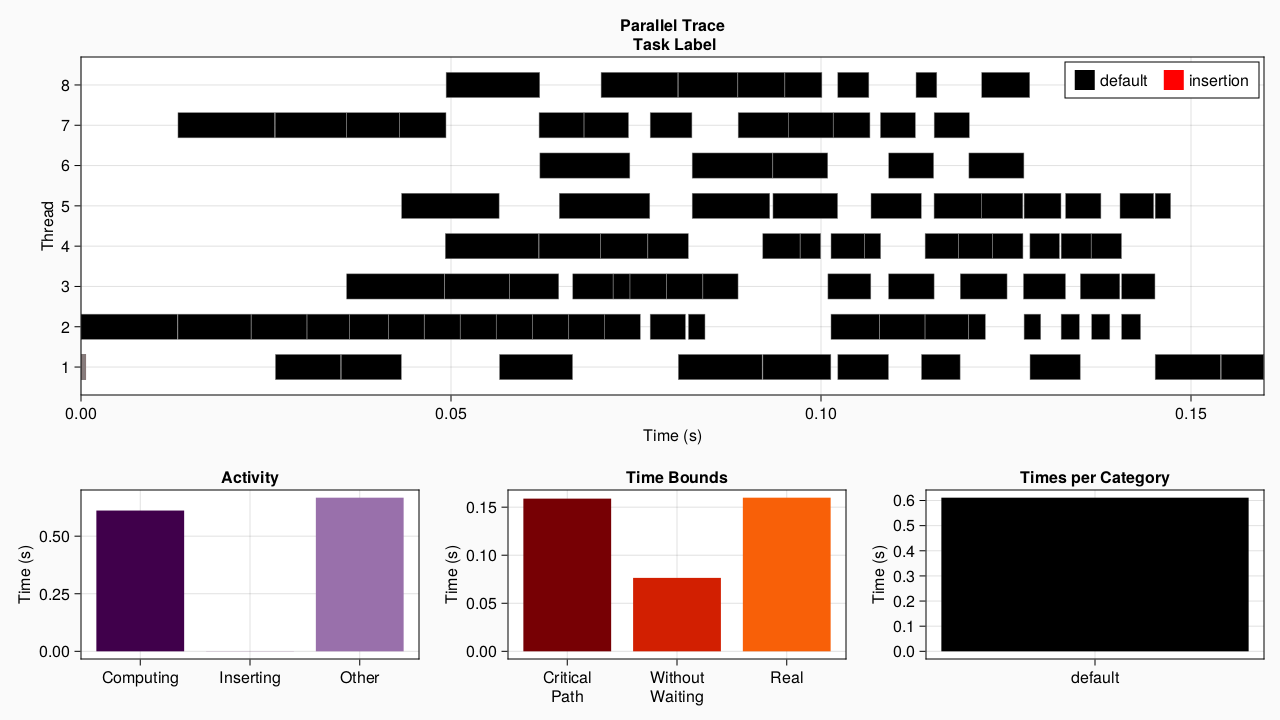 Parallel Trace
Task Label
default
insertion
Thread
8
7
6
5
4
3
2
1
0.00
0.05
0.10
0.15
Time (s)
Activity
Time (s)
0.50
0.25
0.00
Computing
Inserting
Other
Time Bounds
Time (s)
0.15
0.10
0.05
0.00
Critical
Path
Without
Waiting
Real
Times per Category
Time (s)
0.6
0.5
0.4
0.3
0.2
0.1
0.0
default